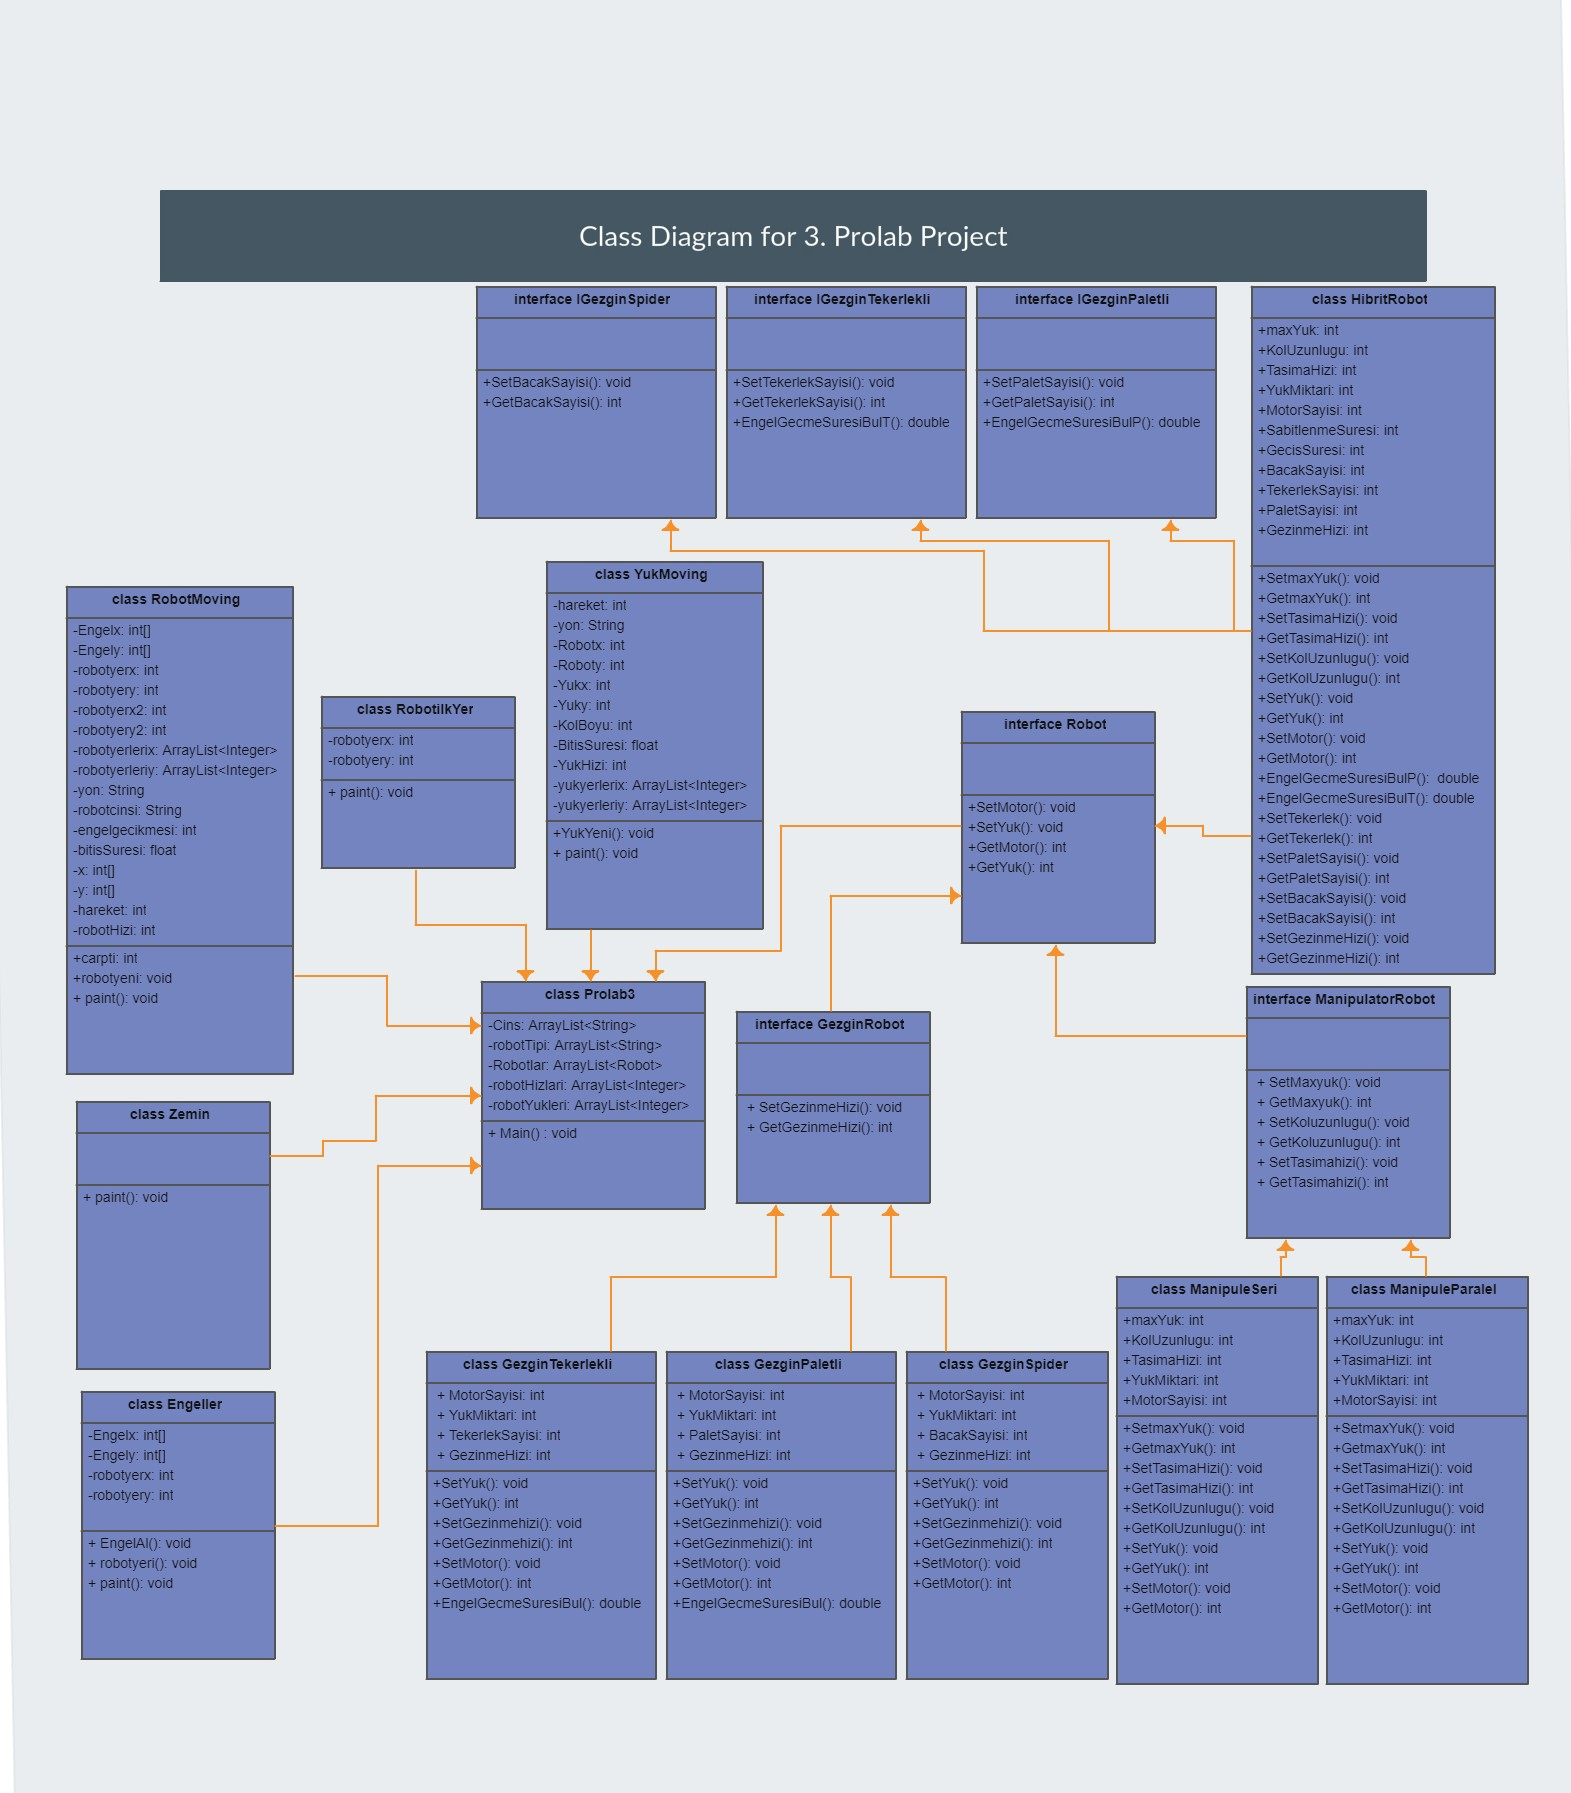 Class Diagram for 3. Prolab Project
interface IGezginSpider
+SetBacakSayisi(): void
+GetBacakSayisi(): int
interface IGezginTekerlekli
+SetTekerlekSayisi(): void
+GetTekerlekSayisi(): int
+EngelGecmeSuresiBulT(): double
interface IGezginPaletli
+SetPaletSayisi(): void
+GetPaletSayisi(): int
+EngelGecmeSuresiBulP(): double
class HibritRobot
+maxYuk: int
+KolUzunlugu: int
+TasimaHizi: int
+YukMiktari: int
+MotorSayisi: int
+SabitlenmeSuresi: int
+GecisSuresi: int
+BacakSayisi: int
+TekerlekSayisi: int
+PaletSayisi: int
+GezinmeHizi: int
+SetmaxYuk(): void
+GetmaxYuk(): int
+SetTasimaHizi(): void
+GetTasimaHizi(): int
+SetKolUzunlugu(): void
+GetKolUzunlugu(): int
+SetYuk(): void
+GetYuk(): int
+SetMotor(): void
+GetMotor(): int
+EngelGecmeSuresiBulP():  double
+EngelGecmeSuresiBulT(): double
+SetTekerlek(): void
+GetTekerlek(): int
+SetPaletSayisi(): void
+GetPaletSayisi(): int
+SetBacakSayisi(): void
+SetBacakSayisi(): int
+SetGezinmeHizi(): void
+GetGezinmeHizi(): int
class RobotMoving
-Engelx: int[]
-Engely: int[]
-robotyerx: int
-robotyery: int
-robotyerx2: int
-robotyery2: int
-robotyerlerix: ArrayList<Integer>
-robotyerleriy: ArrayList<Integer>
-yon: String
-robotcinsi: String
-engelgecikmesi: int
-bitisSuresi: float
-x: int[]
-y: int[]
-hareket: int
-robotHizi: int
+carpti: int
+robotyeni: void
+ paint(): void
class RobotilkYer
-robotyerx: int
-robotyery: int
+ paint(): void
class YukMoving
-hareket: int
-yon: String
-Robotx: int
-Roboty: int
-Yukx: int
-Yuky: int
-KolBoyu: int
-BitisSuresi: float
-YukHizi: int
-yukyerlerix: ArrayList<Integer>
-yukyerleriy: ArrayList<Integer>
+YukYeni(): void
+ paint(): void
interface Robot
+SetMotor(): void
+SetYuk(): void
+GetMotor(): int
+GetYuk(): int
class Prolab3
-Cins: ArrayList<String>
-robotTipi: ArrayList<String>
-Robotlar: ArrayList<Robot>
-robotHizlari: ArrayList<Integer>
-robotYukleri: ArrayList<Integer>
+ Main() : void
interface GezginRobot
+ SetGezinmeHizi(): void
+ GetGezinmeHizi(): int
interface ManipulatorRobot
+ SetMaxyuk(): void
+ GetMaxyuk(): int
+ SetKoluzunlugu(): void
+ GetKoluzunlugu(): int
+ SetTasimahizi(): void
+ GetTasimahizi(): int
class Zemin
+ paint(): void
class Engeller
-Engelx: int[]
-Engely: int[]
-robotyerx: int
-robotyery: int
+ EngelAl(): void
+ robotyeri(): void
+ paint(): void
class GezginTekerlekli
+ MotorSayisi: int
+ YukMiktari: int
+ TekerlekSayisi: int
+ GezinmeHizi: int
+SetYuk(): void
+GetYuk(): int
+SetGezinmehizi(): void
+GetGezinmehizi(): int
+SetMotor(): void
+GetMotor(): int
+EngelGecmeSuresiBul(): double
class GezginPaletli
+ MotorSayisi: int
+ YukMiktari: int
+ PaletSayisi: int
+ GezinmeHizi: int
+SetYuk(): void
+GetYuk(): int
+SetGezinmehizi(): void
+GetGezinmehizi(): int
+SetMotor(): void
+GetMotor(): int
+EngelGecmeSuresiBul(): double
class GezginSpider
+ MotorSayisi: int
+ YukMiktari: int
+ BacakSayisi: int
+ GezinmeHizi: int
+SetYuk(): void
+GetYuk(): int
+SetGezinmehizi(): void
+GetGezinmehizi(): int
+SetMotor(): void
+GetMotor(): int
class ManipuleSeri
+maxYuk: int
+KolUzunlugu: int
+TasimaHizi: int
+YukMiktari: int
+MotorSayisi: int
+SetmaxYuk(): void
+GetmaxYuk(): int
+SetTasimaHizi(): void
+GetTasimaHizi(): int
+SetKolUzunlugu(): void
+GetKolUzunlugu(): int
+SetYuk(): void
+GetYuk(): int
+SetMotor(): void
+GetMotor(): int
class ManipuleParalel
+maxYuk: int
+KolUzunlugu: int
+TasimaHizi: int
+YukMiktari: int
+MotorSayisi: int
+SetmaxYuk(): void
+GetmaxYuk(): int
+SetTasimaHizi(): void
+GetTasimaHizi(): int
+SetKolUzunlugu(): void
+GetKolUzunlugu(): int
+SetYuk(): void
+GetYuk(): int
+SetMotor(): void
+GetMotor(): int